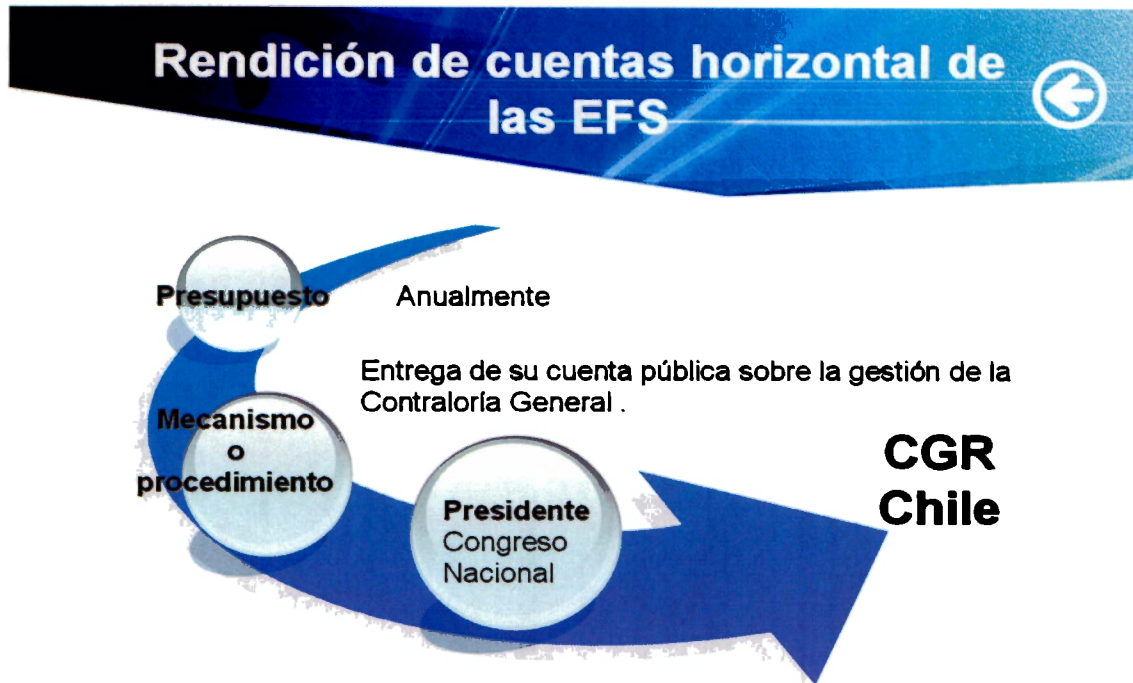 Rendición de cuentas horizontal de
las EFS
Presupuesto
Anualmente
Entrega de su cuenta pública sobre la gestión de la
Contraloría General .
Mecanismo
o
procedimiento
Presidente
Congreso
Nacional
CGR
Chile